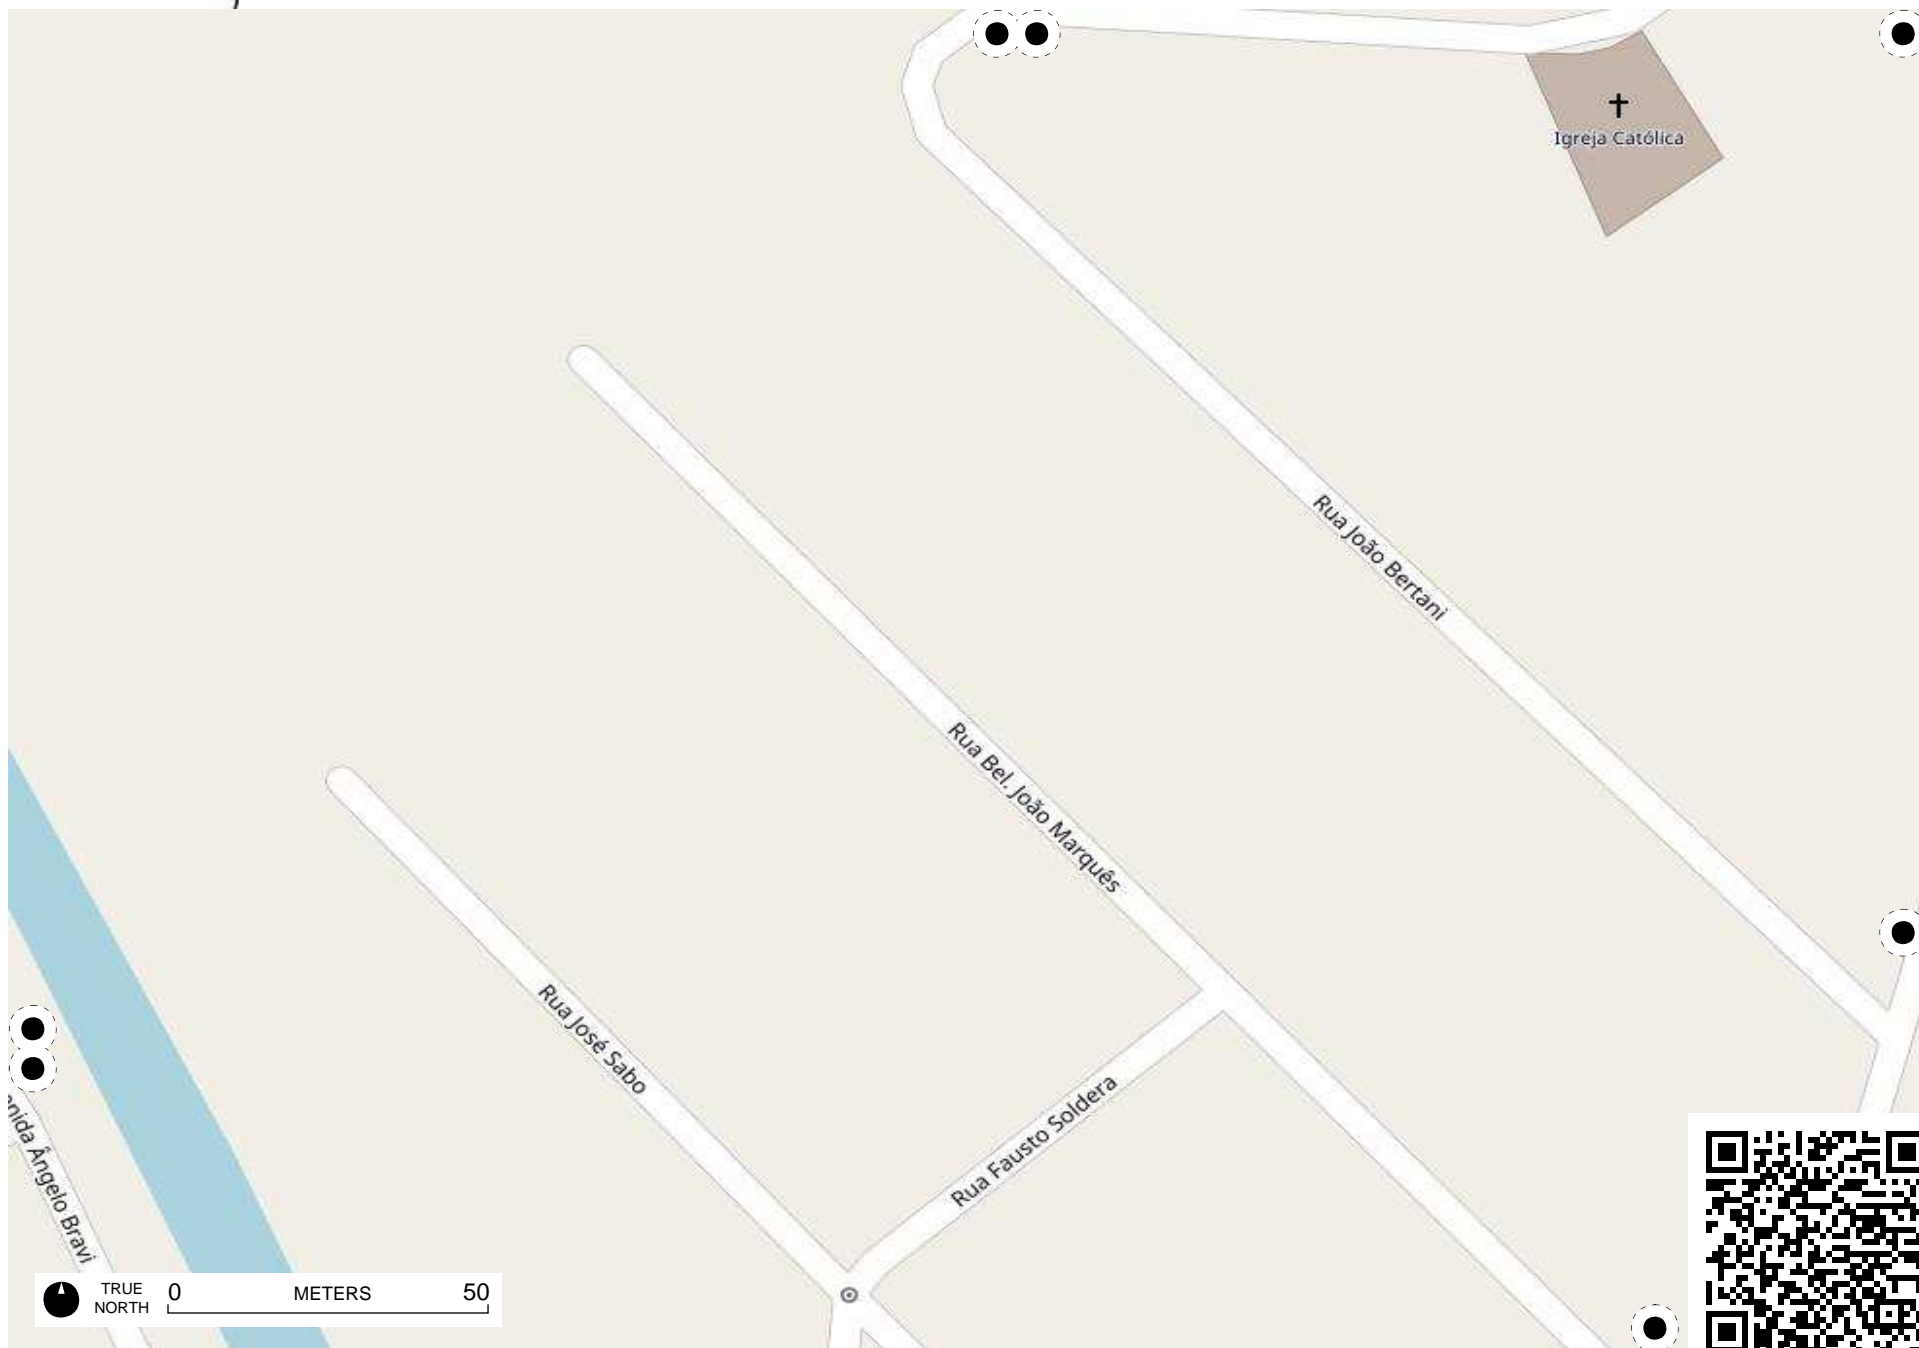 Igreja Católica
Rua João Bertani
Rua Bel. João Marquês
Rua José Sabo
Rua Fausto Soldera
Ângelo Bravi
TRUE NORTH
0 METERS 50